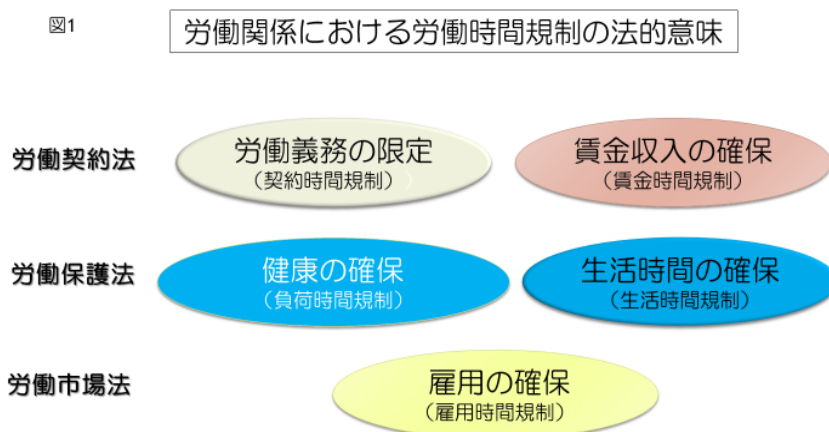 図1
労働関係における労働時間規制の法的意味
労働契約法
労働義務の限定
（契約時間規制）
賃金収入の確保
（賃金時間規制）
労働保護法
健康の確保
（負荷時間規制）
生活時間の確保
（生活時間規制）
労働市場法
雇用の確保
（雇用時間規制）